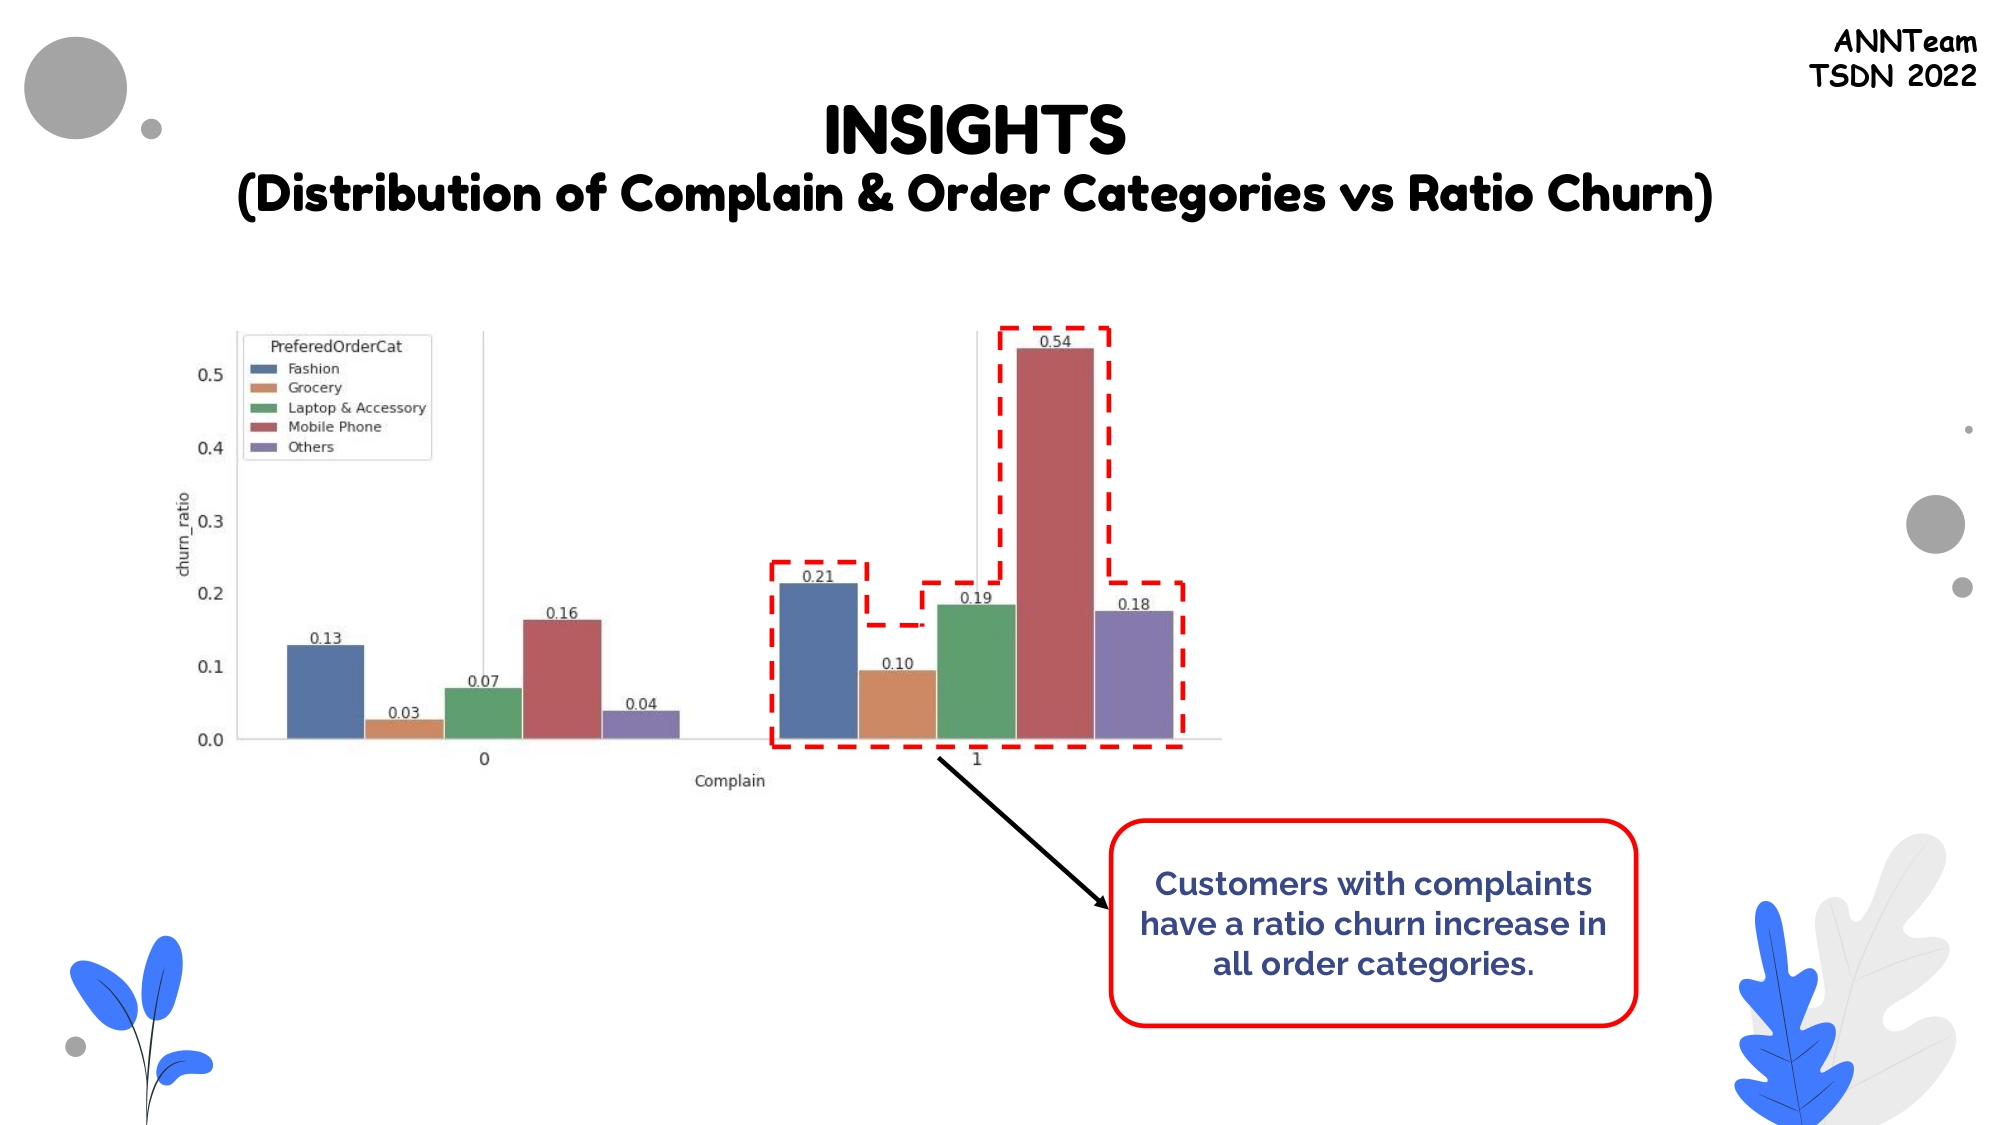 ANNTeam
TSDN 2022
INSIGHTS
(Distribution of Complain & Order Categories vs Ratio Churn)
PreferedOrderCat
Fashion
Grocery
Laptop & Accessory
Mobile Phone
Others
churn_ratio
0.5
0.4
0.3
0.2
0.1
0.0
0.13
0.03
0.07
0.16
0.04
0.21
0.10
0.19
0.54
0.18
0
1
Complain
Customers with complaints
have a ratio churn increase in
all order categories.